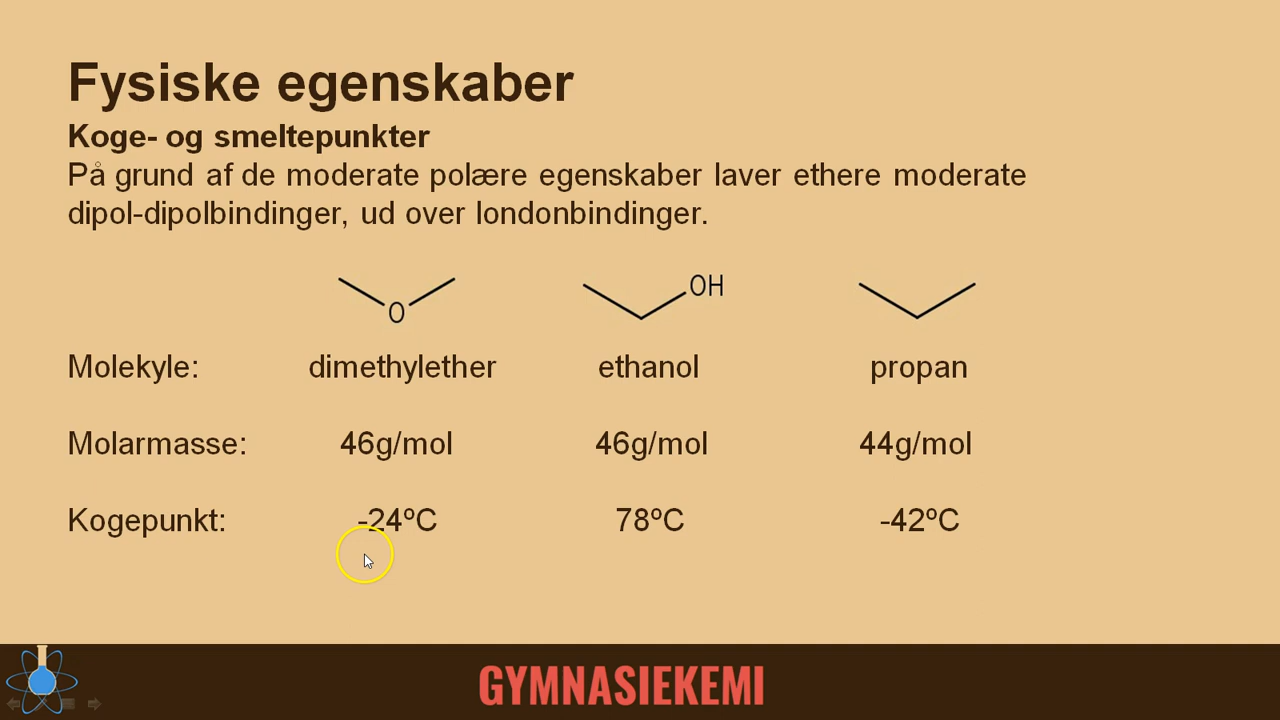 Fysiske egenskaber
Koge- og smeltepunkter
På grund af de moderate polære egenskaber laver ethere moderate
dipol-dipolbindinger, ud over londonbindinger.
O OH
Molekyle: dimethylether ethanol propan
Molarmasse: 46g/mol 46g/mol 44g/mol
Kogepunkt: -24ºC 78ºC -42ºC
GYMNASIEKEMI